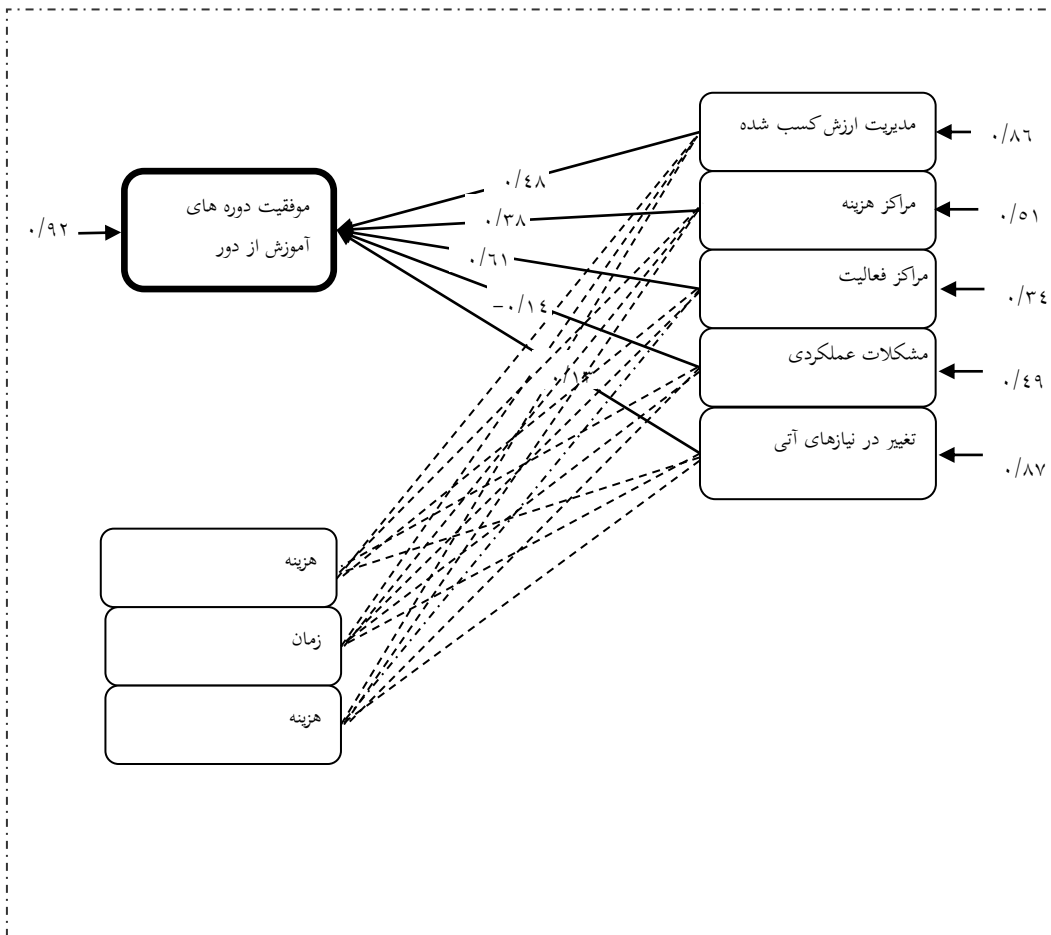 مدیریت ارزش کسب شده
۰/۸۶
۰/۴۸
موفقیت دوره های
آموزش از دور
۰/۹۲
مراکز هزینه
۰/۵۱
۰/۳۸
مراکز فعالیت
۰/۳۴
۰/۶۱
مشکلات عملکردی
۰/۴۹
-۰/۱۴
تغییر در نیازهای آتی
۰/۸۷
هزینه
زمان
هزینه